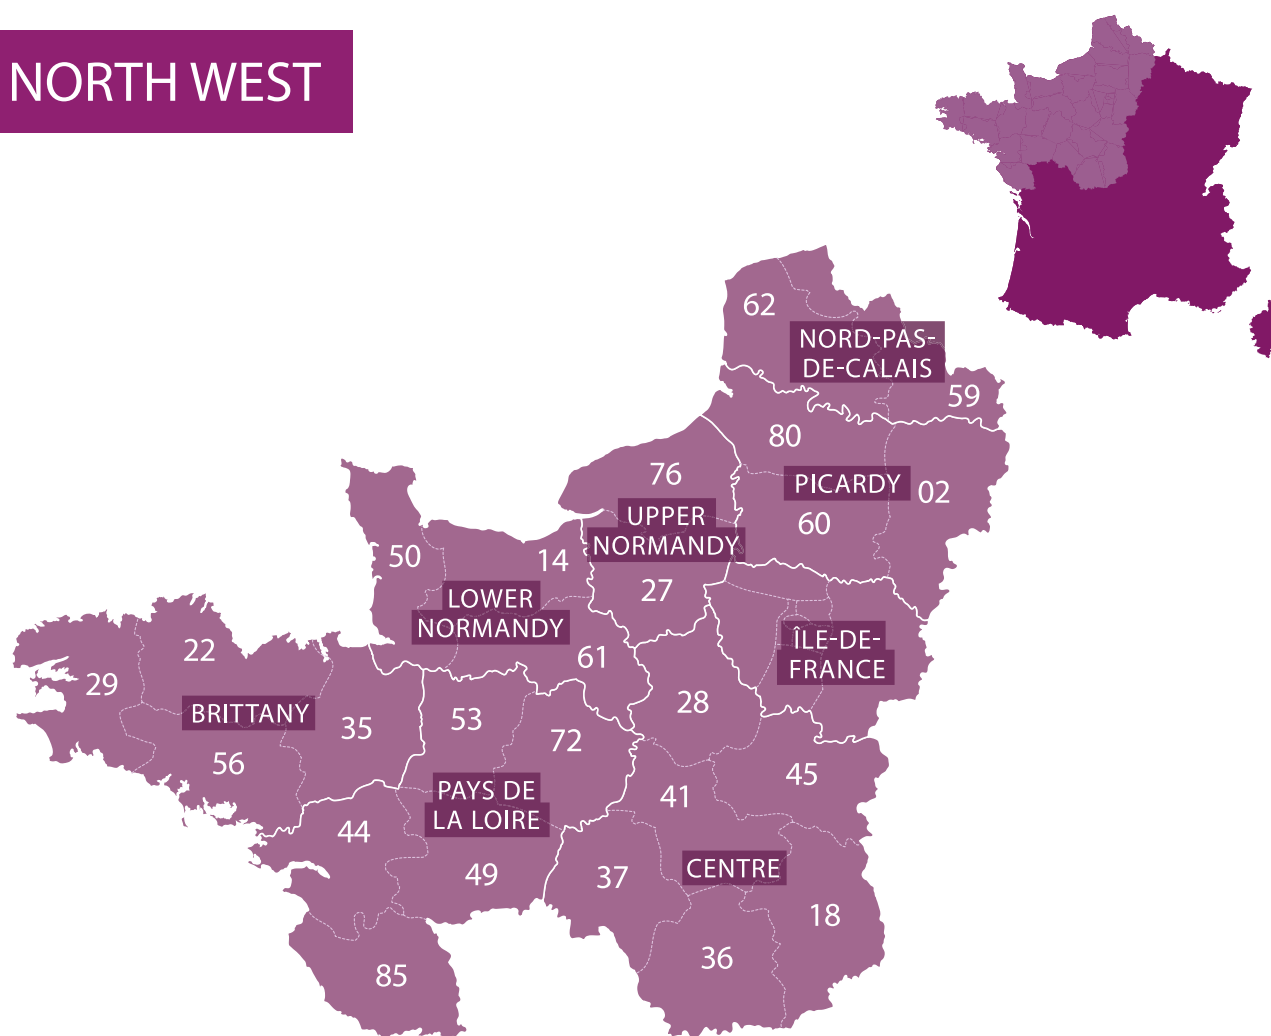 NORTH WEST
62
NORD-PAS-
DE-CALAIS
59
80
76
PICARDY
02
UPPER
NORMANDY
60
50
14
27
LOWER
NORMANDY
ÎLE-DE-
FRANCE
22
61
29
BRITTANY
35
53
72
28
56
45
PAYS DE
LA LOIRE
41
44
49
37
CENTRE
18
36
85